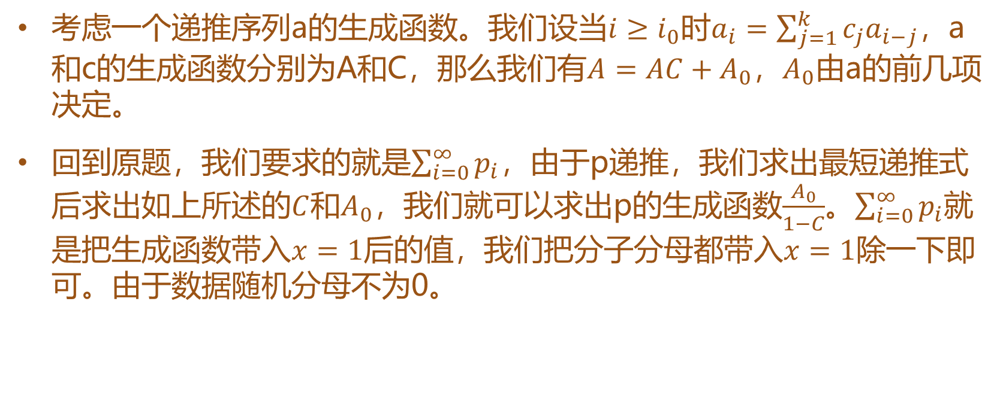 • 考虑一个递推序列a的生成函数。我们设当$i \geq i_0$时$a_i = \sum_{j=1}^{k} c_j a_{i-j}$，a
和c的生成函数分别为A和C，那么我们有$A = AC + A_0$，$A_0$由a的前几项
决定。
• 回到原题，我们要求的就是$\sum_{i=0}^{\infty} p_i$，由于p递推，我们求出最短递推式
后求出如上所述的$C$和$A_0$，我们就可以求出p的生成函数$\frac{A_0}{1-C}$。$\sum_{i=0}^{\infty} p_i$就
是把生成函数带入$x = 1$后的值，我们把分子分母都带入$x = 1$除一下即
可。由于数据随机分母不为0。